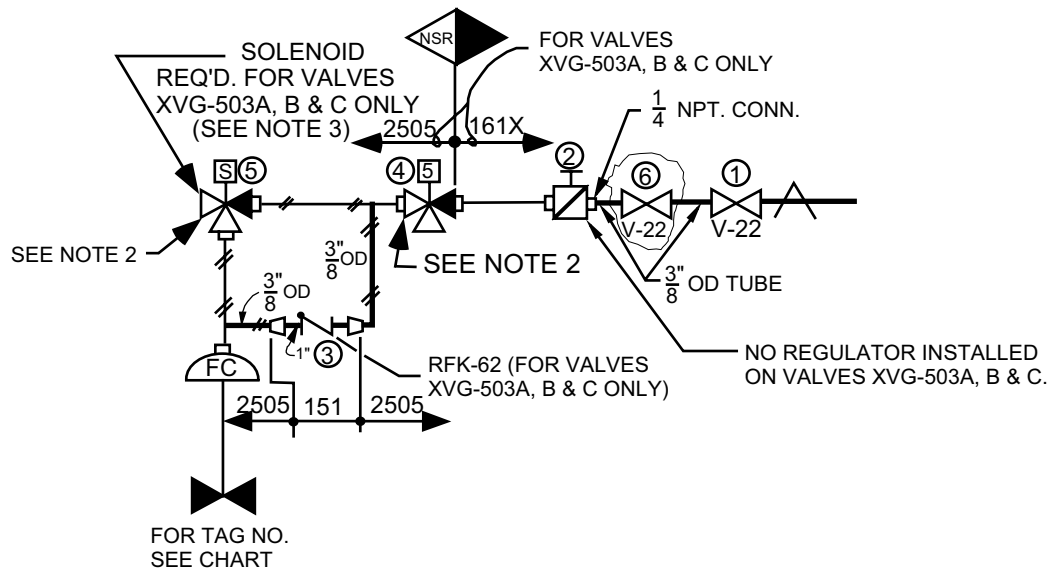 NSR
SOLENOID
REQ'D. FOR VALVES
XVG-503A, B & C ONLY
(SEE NOTE 3)
FOR VALVES
XVG-503A, B & C ONLY
2505
161X
1/4 NPT. CONN.
S
5
4
5
2
6
1
V-22
V-22
SEE NOTE 2
3"/8 OD
SEE NOTE 2
3"/8 OD TUBE
3"/8 OD
1"
3
FC
RFK-62 (FOR VALVES
XVG-503A, B & C ONLY)
NO REGULATOR INSTALLED
ON VALVES XVG-503A, B & C.
2505
151
2505
FOR TAG NO.
SEE CHART